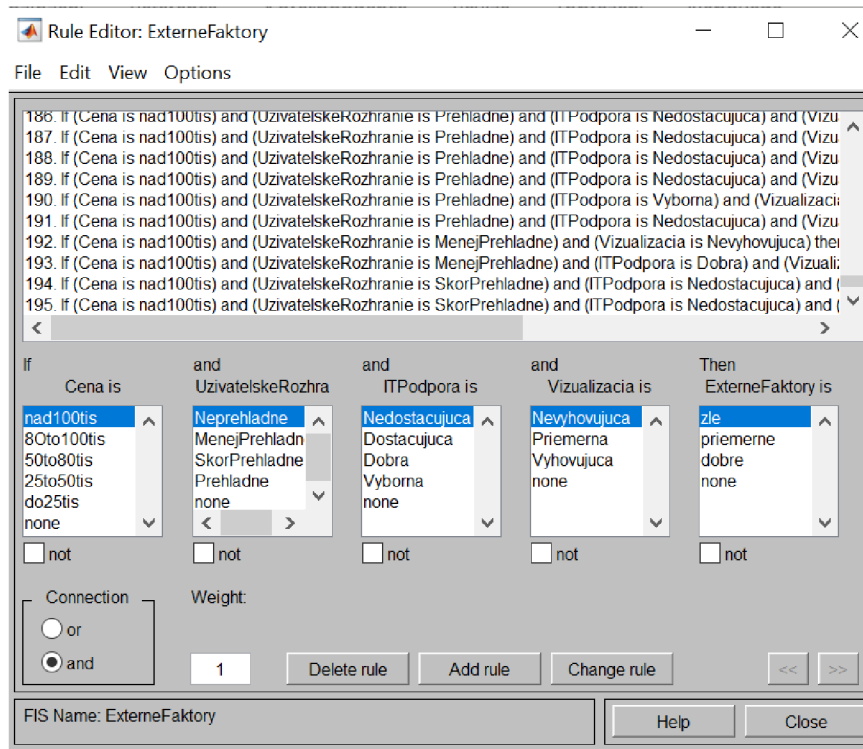 Rule Editor: ExterneFaktory
File Edit View Options
186. If (Cena is nad100tis) and (UzivatelskeRozhranie is Prehladne) and (ITPodpora is Nedostacujuca) and (Vizu
187. If (Cena is nad100tis) and (UzivatelskeRozhranie is Prehladne) and (ITPodpora is Nedostacujuca) and (Vizu
188. If (Cena is nad100tis) and (UzivatelskeRozhranie is Prehladne) and (ITPodpora is Nedostacujuca) and (Vizu
189. If (Cena is nad100tis) and (UzivatelskeRozhranie is Prehladne) and (ITPodpora is Nedostacujuca) and (Vizu
190. If (Cena is nad100tis) and (UzivatelskeRozhranie is Prehladne) and (ITPodpora is Vyborna) and (Vizualizaci
191. If (Cena is nad100tis) and (UzivatelskeRozhranie is Prehladne) and (ITPodpora is Nedostacujuca) and (Vizu
192. If (Cena is nad100tis) and (UzivatelskeRozhranie is MenejPrehladne) and (Vizualizacia is Nevyhovujuca) then
193. If (Cena is nad100tis) and (UzivatelskeRozhranie is MenejPrehladne) and (ITPodpora is Dobra) and (Vizuali
194. If (Cena is nad100tis) and (UzivatelskeRozhranie is SkorPrehladne) and (ITPodpora is Nedostacujuca) and (
195. If (Cena is nad100tis) and (UzivatelskeRozhranie is SkorPrehladne) and (ITPodpora is Nedostacujuca) and (
If and and and Then
Cena is UzivatelskeRozhra ITPodpora is Vizualizacia is ExterneFaktory is
nad100tis Neprehladne Nedostacujuca Nevyhovujuca zle
8Oto100tis MenejPrehladn Dostacujuca Priemerna priemerne
50to80tis SkorPrehladne Dobra Vyhovujuca dobre
25to50tis Prehladne Vyborna none none
do25tis none none
none
not not not not not
Connection Weight:
or
and 1 Delete rule Add rule Change rule << >>
FIS Name: ExterneFaktory Help Close